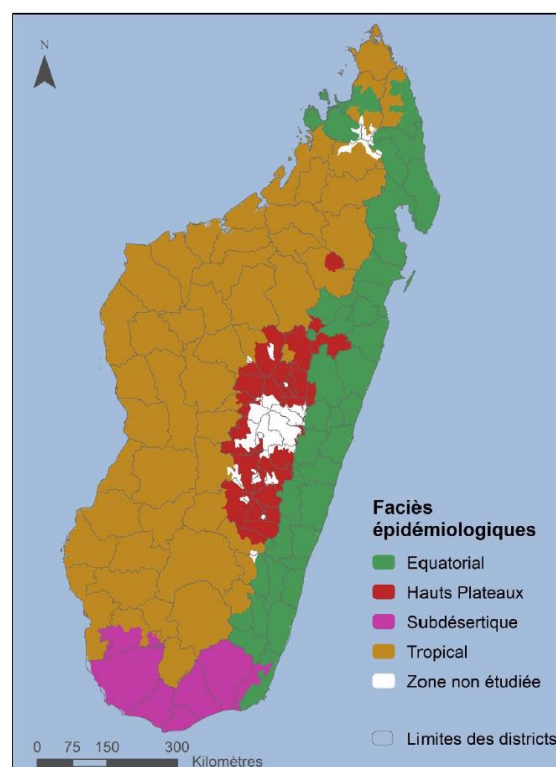 N
Faciès
épidémiologiques
Equatorial
Hauts Plateaux
Subdésertique
Tropical
Zone non étudiée
Limites des districts
0 75 150 300
Kilomètres